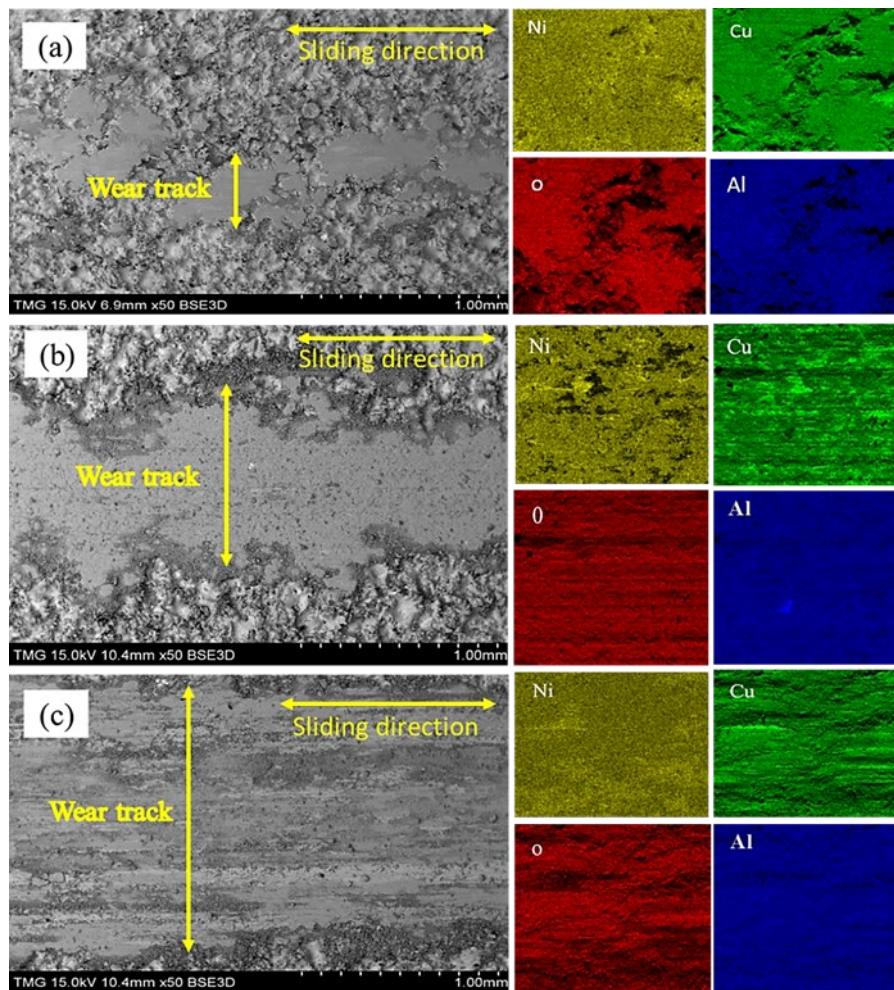 (a)
Sliding direction
Wear track
TMG 15.0kV 6.9mm x50 BSE3D 1.00mm
Ni
Cu
o
Al
(b)
Sliding direction
Wear track
TMG 15.0kV 10.4mm x50 BSE3D 1.00mm
Ni
Cu
0
Al
(c)
Sliding direction
Wear track
TMG 15.0kV 10.4mm x50 BSE3D 1.00mm
Ni
Cu
o
Al